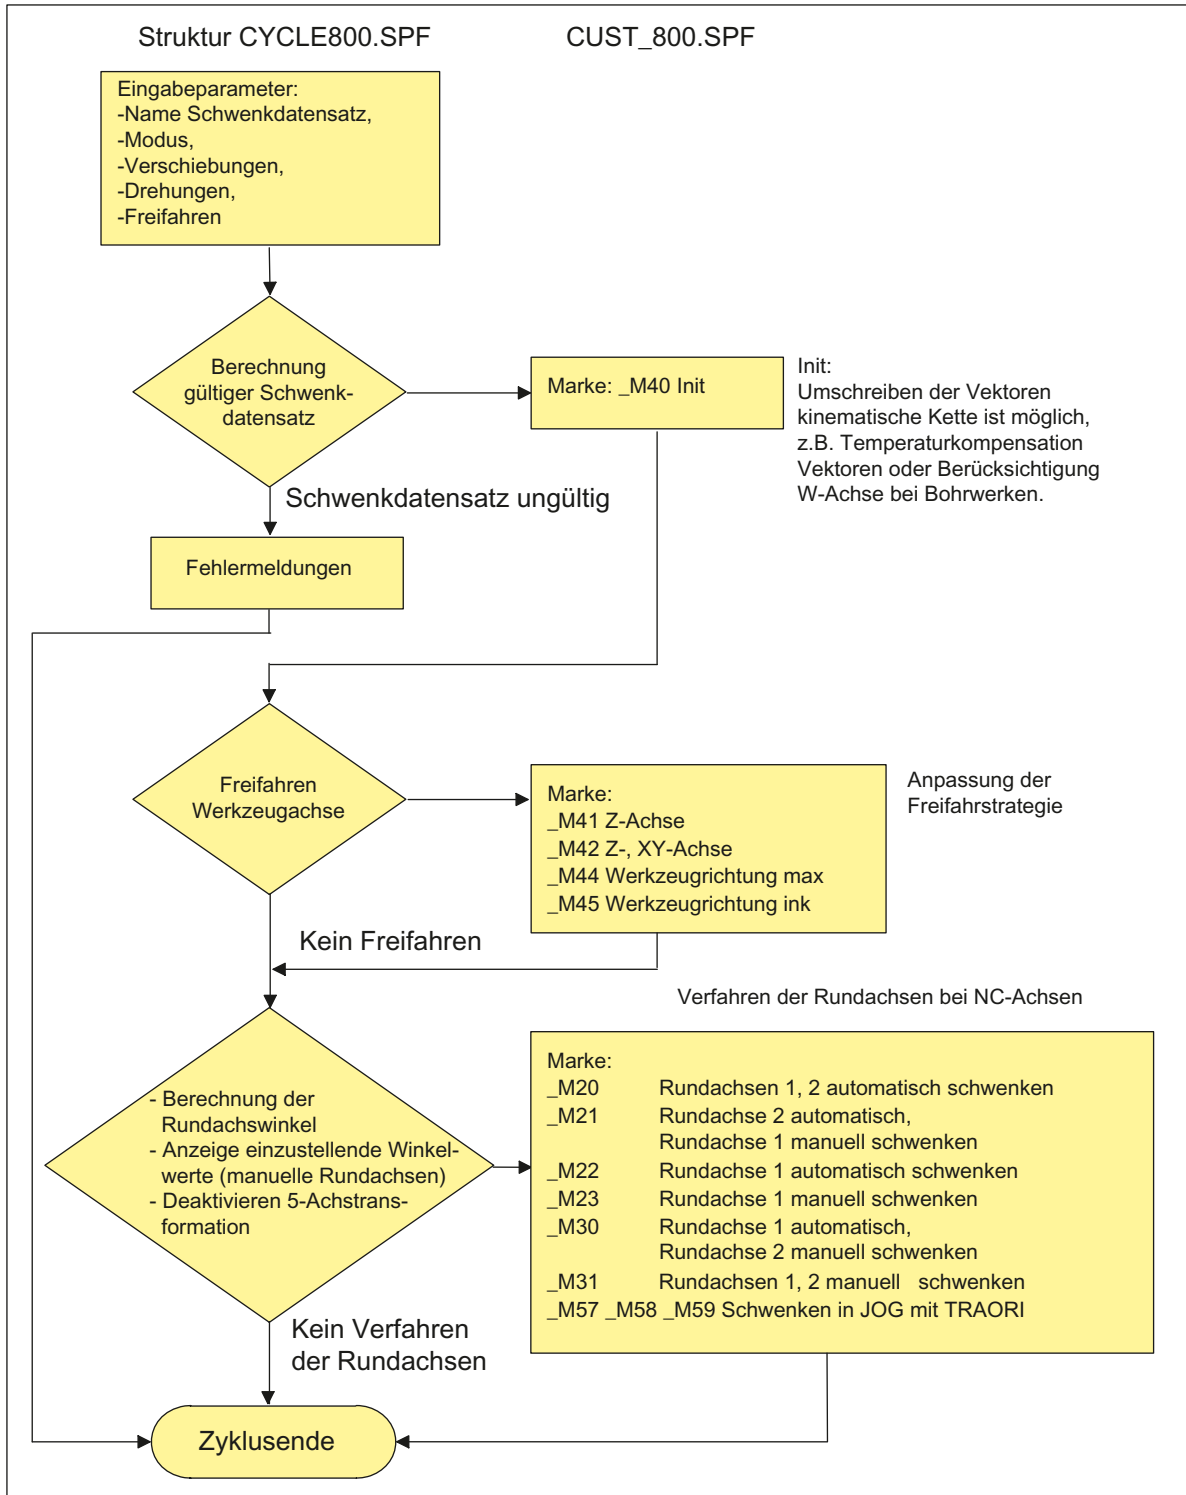 Struktur CYCLE800.SPF
CUST_800.SPF
Eingabeparameter:
-Name Schwenkdatensatz,
-Modus,
-Verschiebungen,
-Drehungen,
-Freifahren
Berechnung
gültiger Schwenk-
datensatz
Marke: _M40 Init
Init:
Umschreiben der Vektoren
kinematische Kette ist möglich,
z.B. Temperaturkompensation
Vektoren oder Berücksichtigung
W-Achse bei Bohrwerken.
Schwenkdatensatz ungültig
Fehlermeldungen
Freifahren
Werkzeugachse
Marke:
_M41 Z-Achse
_M42 Z-, XY-Achse
_M44 Werkzeugrichtung max
_M45 Werkzeugrichtung ink
Anpassung der
Freifahrstrategie
Kein Freifahren
Verfahren der Rundachsen bei NC-Achsen
- Berechnung der
Rundachswinkel
- Anzeige einzustellende Winkel-
werte (manuelle Rundachsen)
- Deaktivieren 5-Achstrans-
formation
Marke:
_M20 Rundachsen 1, 2 automatisch schwenken
_M21 Rundachse 2 automatisch,
Rundachse 1 manuell schwenken
_M22 Rundachse 1 automatisch schwenken
_M23 Rundachse 1 manuell schwenken
_M30 Rundachse 1 automatisch,
Rundachse 2 manuell schwenken
_M31 Rundachsen 1, 2 manuell schwenken
_M57 _M58 _M59 Schwenken in JOG mit TRAORI
Kein Verfahren
der Rundachsen
Zyklusende